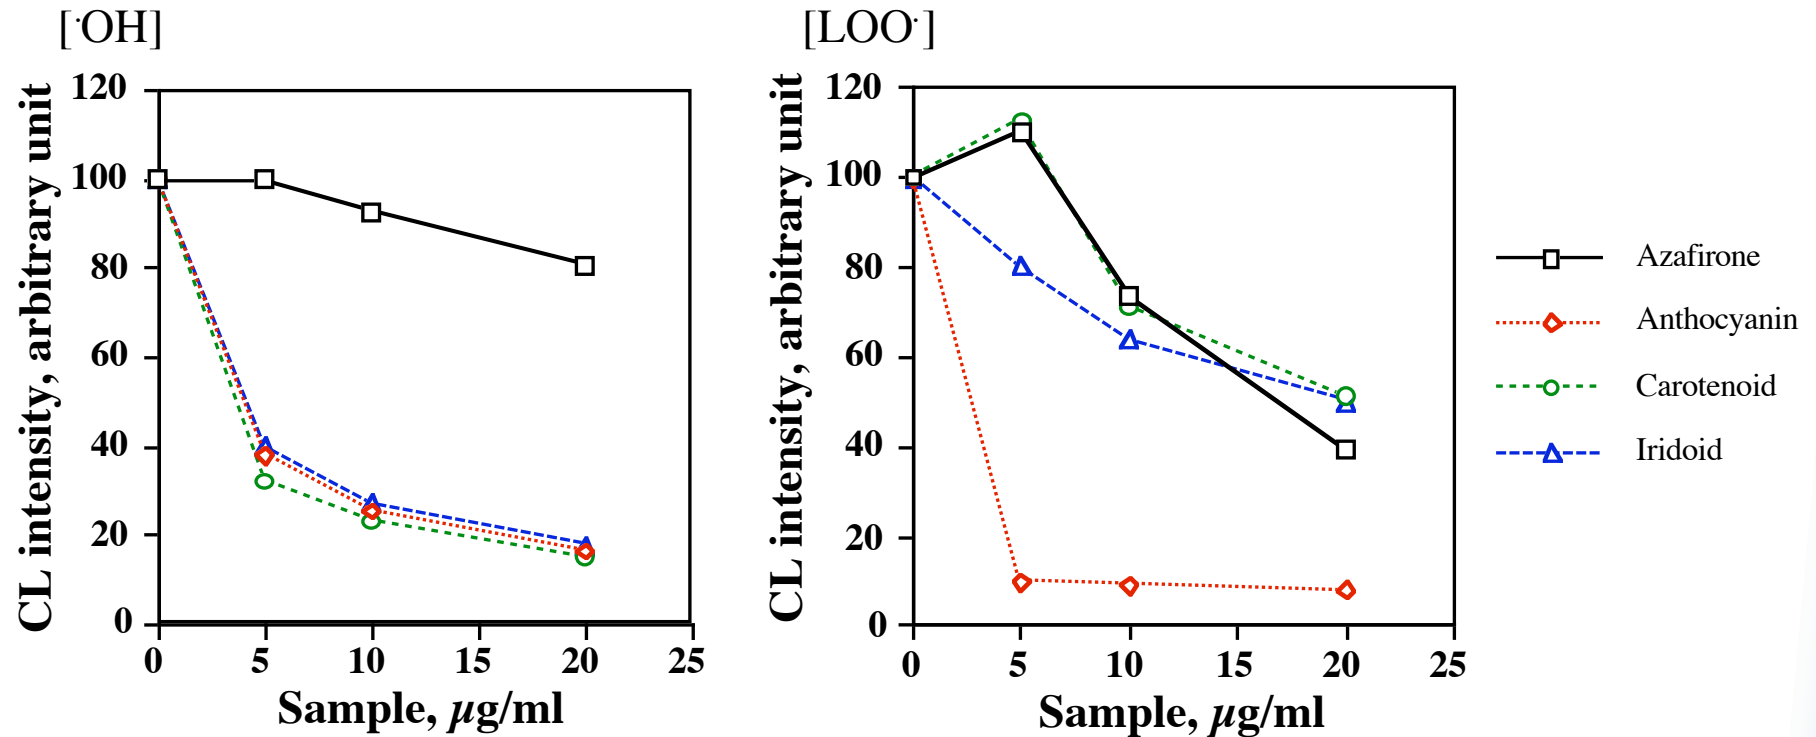 [·OH]
CL intensity, arbitrary unit
120
100
80
60
40
20
0
0 5 10 15 20 25
Sample, µg/ml
[LOO·]
CL intensity, arbitrary unit
120
100
80
60
40
20
0
0 5 10 15 20 25
Sample, µg/ml
Azafirone
Anthocyanin
Carotenoid
Iridoid